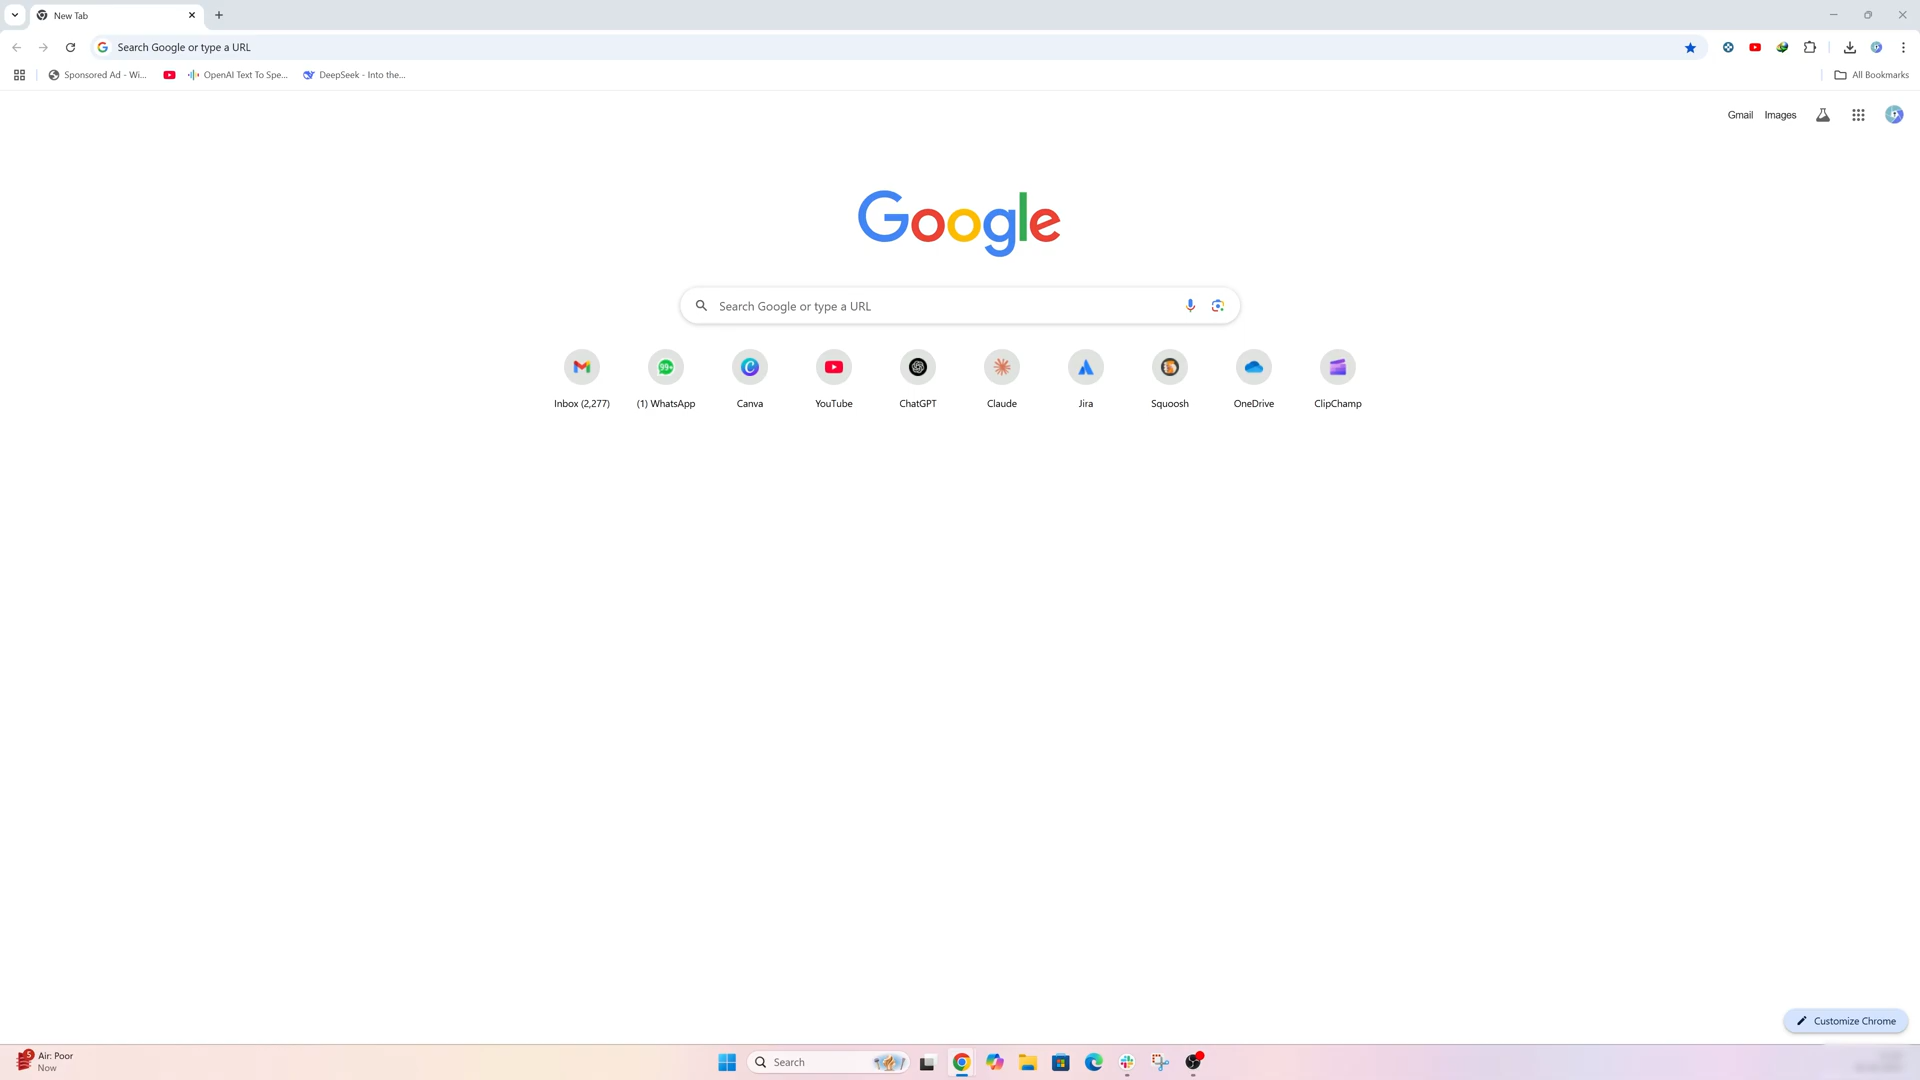 New Tab
Search Google or type a URL
Sponsored Ad - Wi...
OpenAI Text To Spe...
DeepSeek - Into the...
All Bookmarks
Gmail
Images
Google
Search Google or type a URL
99+
Inbox (2,277)
(1) WhatsApp
Canva
YouTube
ChatGPT
Claude
Jira
Squoosh
OneDrive
ClipChamp
Customize Chrome
5
Air: Poor
Now
Search